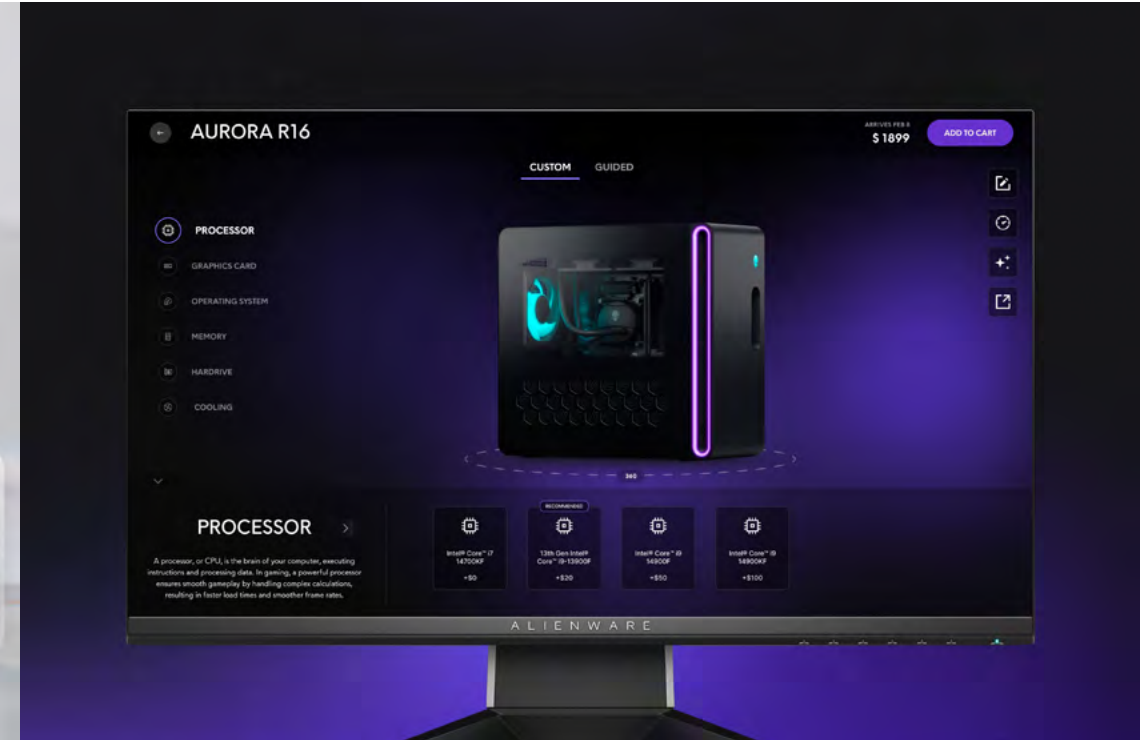 AURORA R16
ARRIVES FEB 8
$ 1899
ADD TO CART
CUSTOM
GUIDED
PROCESSOR
GRAPHICS CARD
OPERATING SYSTEM
MEMORY
HARDRIVE
COOLING
360
PROCESSOR
A processor, or CPU, is the brain of your computer, executing
instructions and processing data. In gaming, a powerful processor
ensures smooth gameplay by handling complex calculations,
resulting in faster load times and smoother frame rates.
Intel® Core™ i7
14700KF
+$0
RECOMMENDED
13th Gen Intel®
Core™ i9-13900F
+$30
Intel® Core™ i9
14900F
+$50
Intel® Core™ i9
14900KF
+$100
ALIENWARE